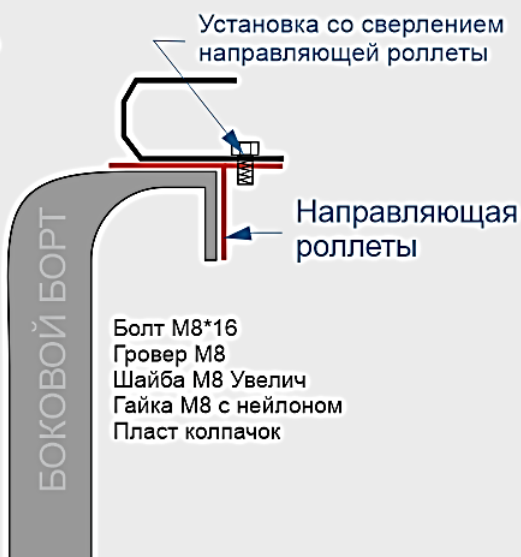 Установка со сверлением
направляющей роллеты
Направляющая
роллеты
БОКОВОЙ БОРТ
Болт М8*16
Гровер М8
Шайба М8 Увелич
Гайка М8 с нейлоном
Пласт колпачок